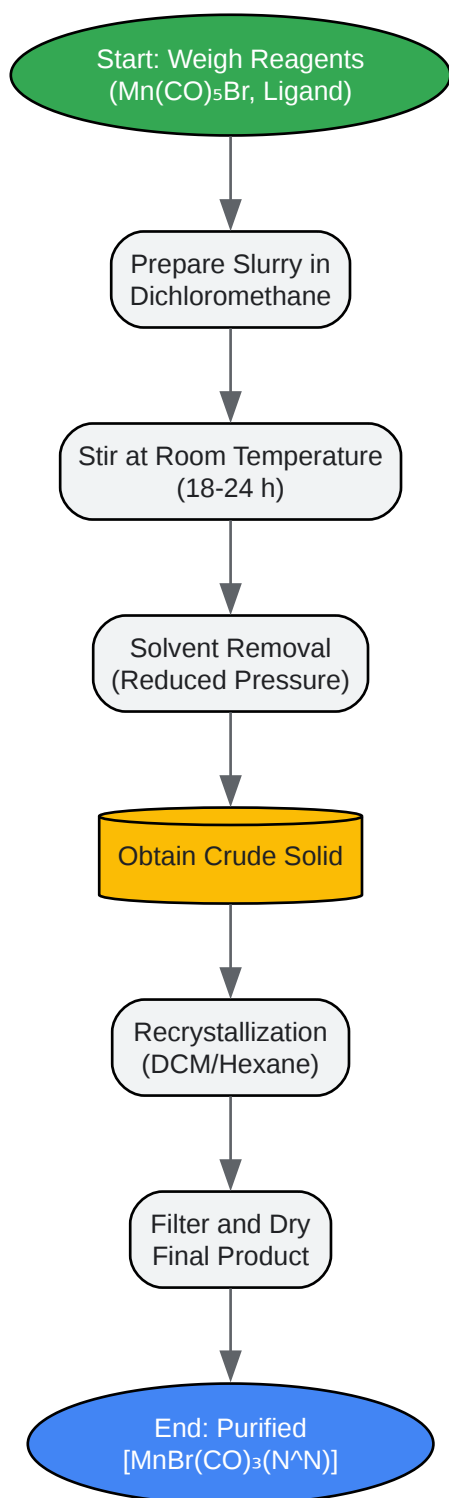 Start: Weigh Reagents
(Mn(CO)₅Br, Ligand)
Prepare Slurry in
Dichloromethane
Stir at Room Temperature
(18-24 h)
Solvent Removal
(Reduced Pressure)
Obtain Crude Solid
Recrystallization
(DCM/Hexane)
Filter and Dry
Final Product
End: Purified
[MnBr(CO)₃(N^N)]